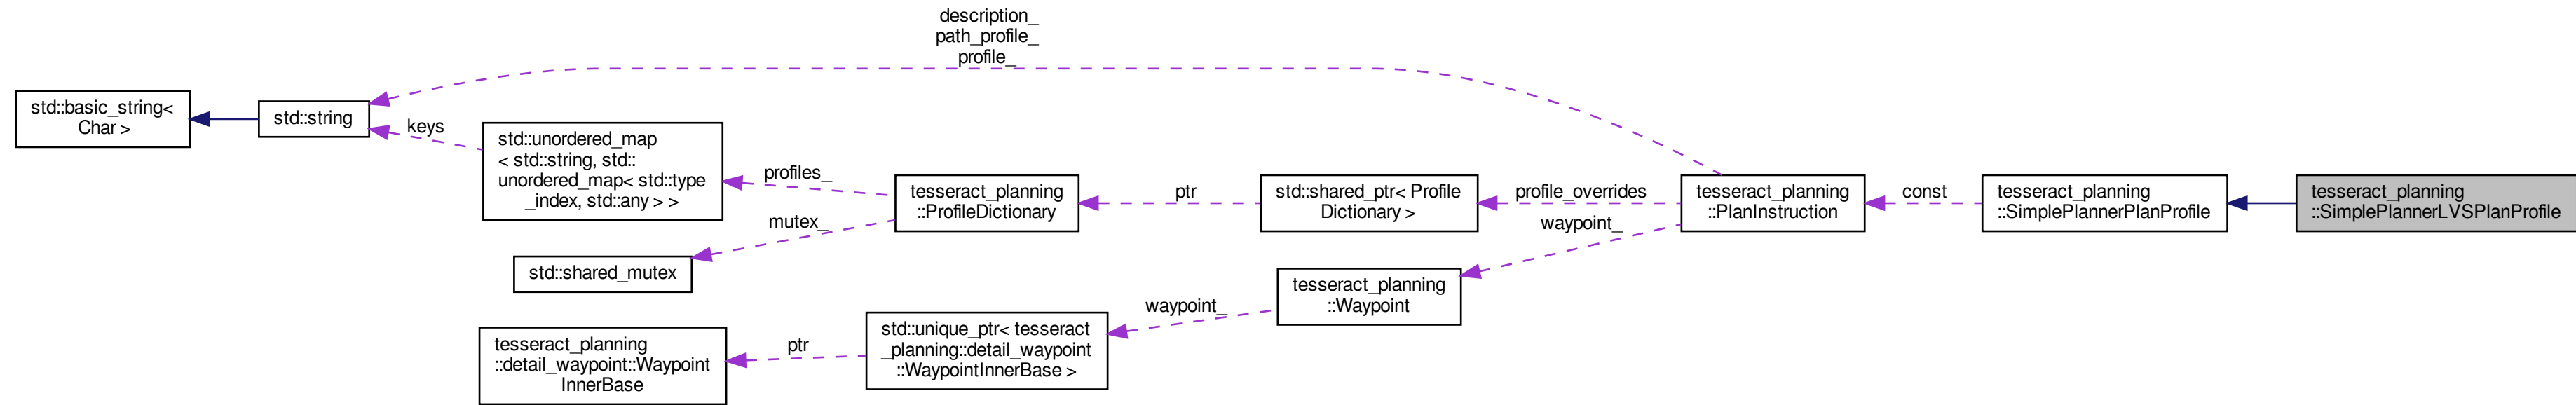 description_
path_profile_
profile_
std::basic_string<
Char >
std::string
keys
std::unordered_map
< std::string, std::
unordered_map< std::type
_index, std::any > >
profiles_
mutex_
std::shared_mutex
tesseract_planning
::ProfileDictionary
ptr
std::shared_ptr< Profile
Dictionary >
profile_overrides
waypoint_
tesseract_planning
::PlanInstruction
const
tesseract_planning
::SimplePlannerPlanProfile
tesseract_planning
::SimplePlannerLVSPlanProfile
tesseract_planning
::Waypoint
waypoint_
std::unique_ptr< tesseract
_planning::detail_waypoint
::WaypointInnerBase >
ptr
tesseract_planning
::detail_waypoint::Waypoint
InnerBase